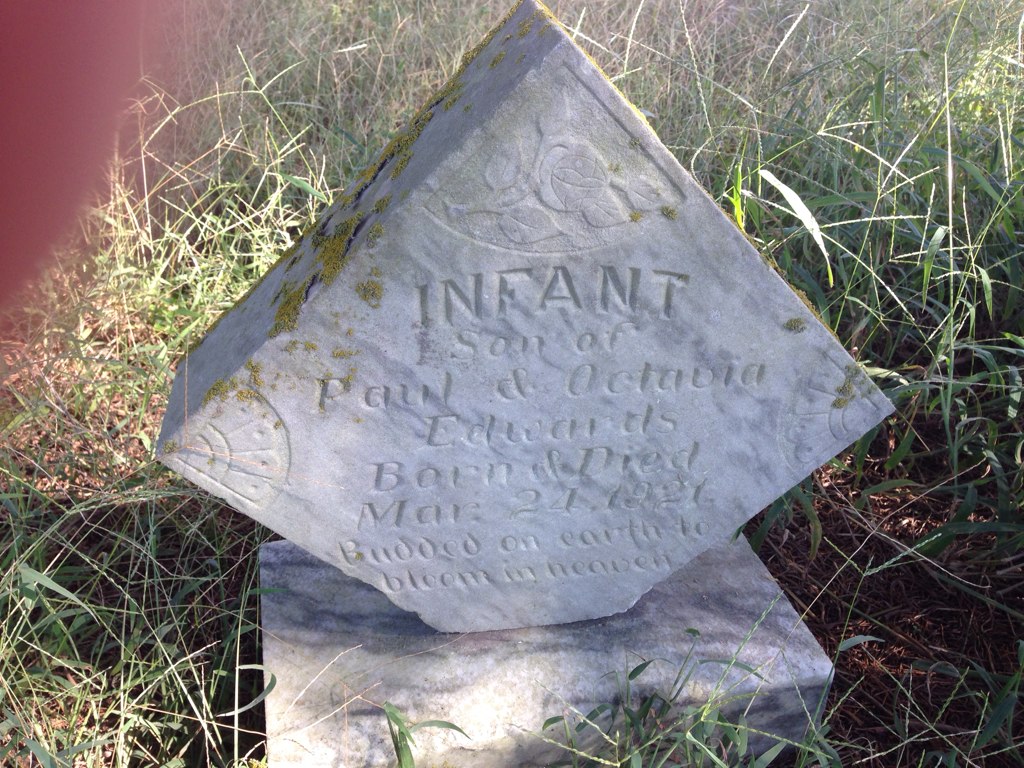 INFANT
Son of
Paul & Octavia
Edwards
Born & Died
Mar. 24, 1921.
Budded on earth to
bloom in heaven